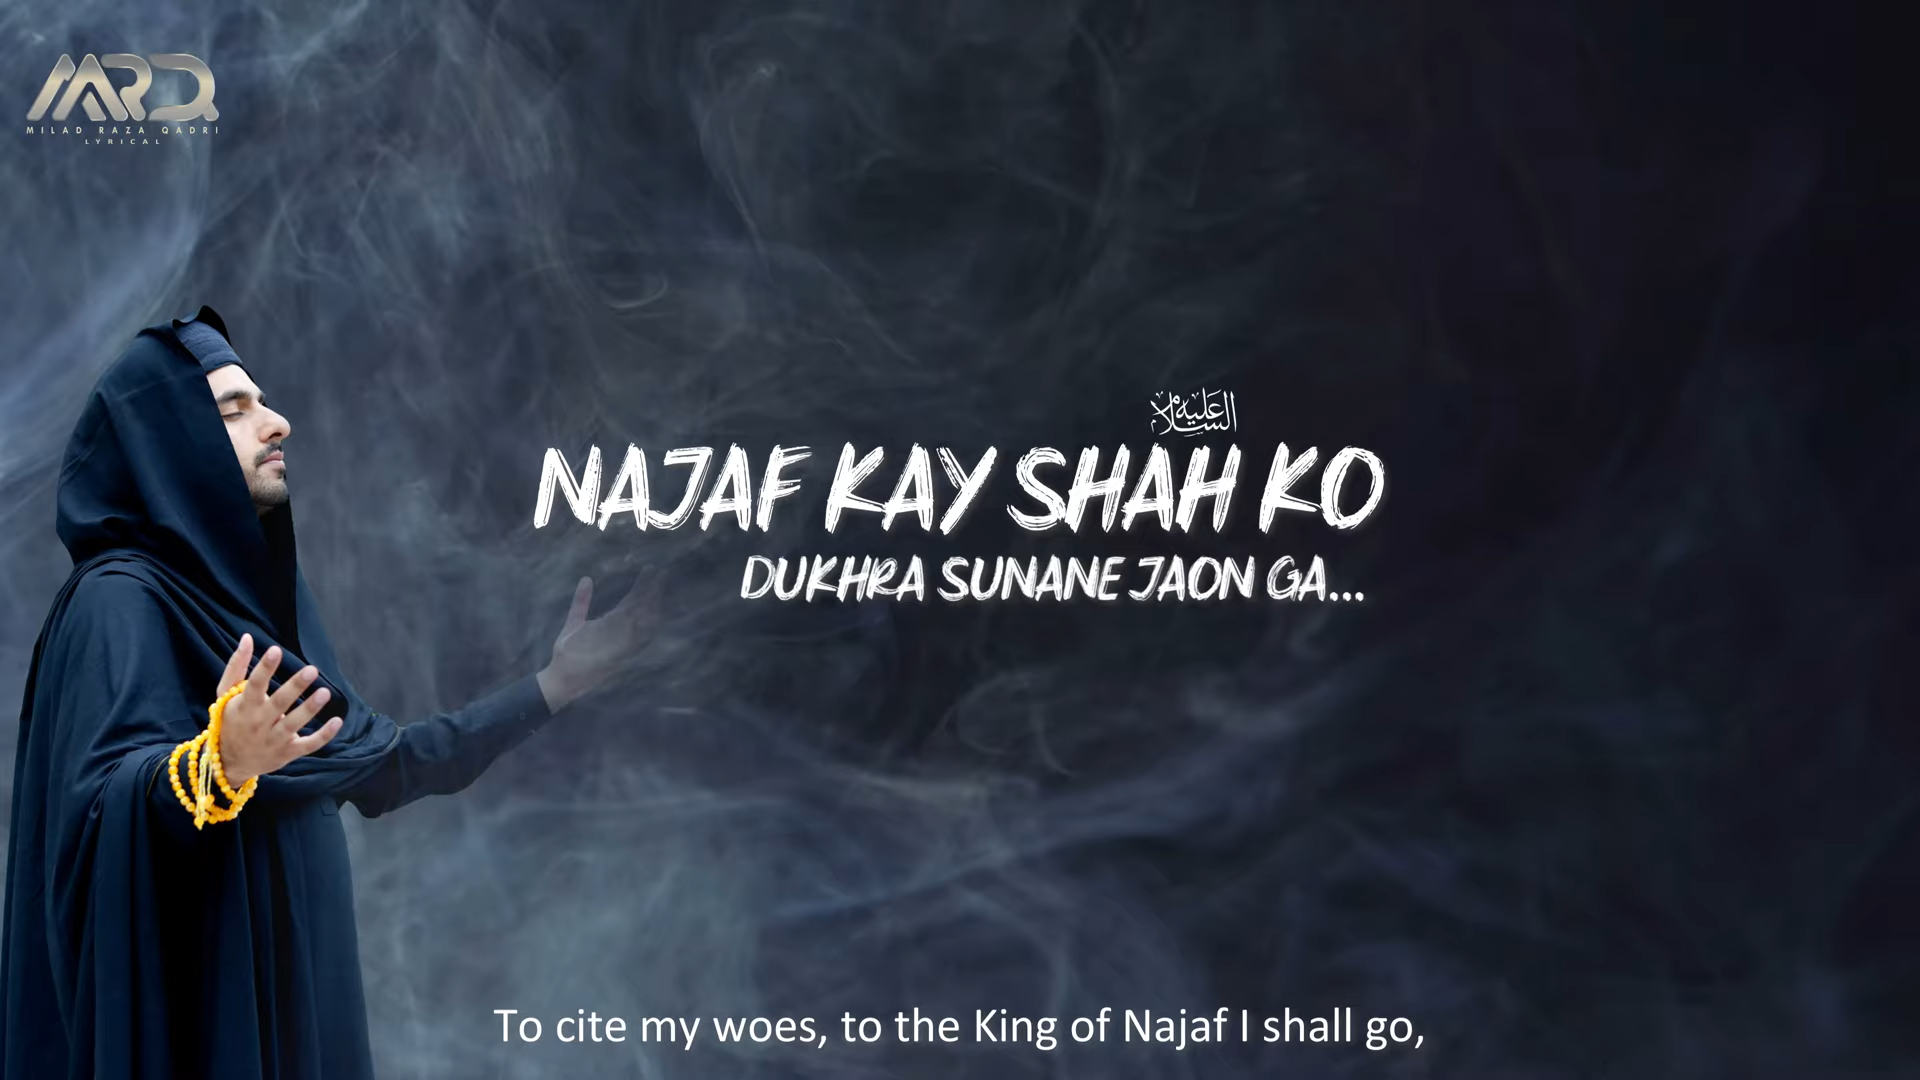 MRQ
MILAD RAZA QADRI
LYRICAL
عليه السلام
NAJAF KAY SHAH KO
DUKHRA SUNANE JAON GA...
To cite my woes, to the King of Najaf I shall go,